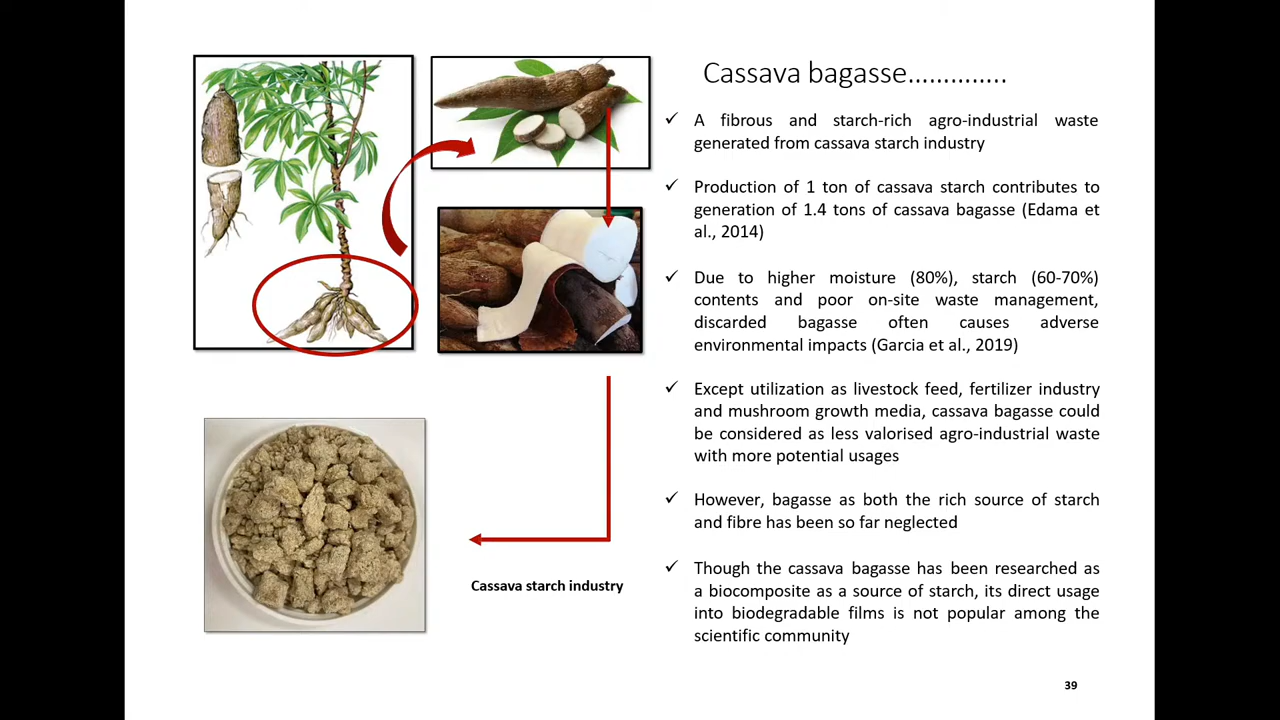 Cassava bagasse..............
A fibrous and starch-rich agro-industrial waste
generated from cassava starch industry
Production of 1 ton of cassava starch contributes to
generation of 1.4 tons of cassava bagasse (Edama et
al., 2014)
Due to higher moisture (80%), starch (60-70%)
contents and poor on-site waste management,
discarded bagasse often causes adverse
environmental impacts (Garcia et al., 2019)
Except utilization as livestock feed, fertilizer industry
and mushroom growth media, cassava bagasse could
be considered as less valorised agro-industrial waste
with more potential usages
However, bagasse as both the rich source of starch
and fibre has been so far neglected
Though the cassava bagasse has been researched as
a biocomposite as a source of starch, its direct usage
into biodegradable films is not popular among the
scientific community
Cassava starch industry
39